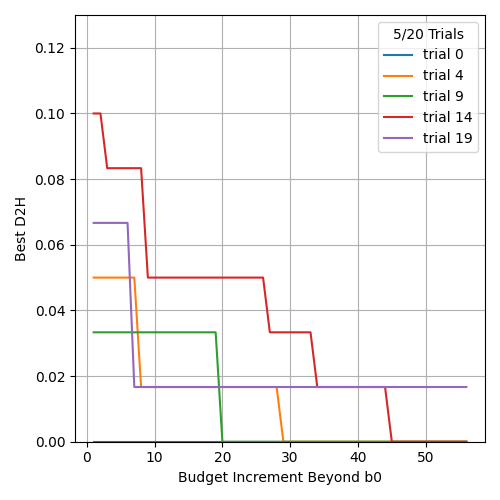 5/20 Trials
trial 0
trial 4
trial 9
trial 14
trial 19
Best D2H
0.12
0.10
0.08
0.06
0.04
0.02
0.00
0 10 20 30 40 50
Budget Increment Beyond b0